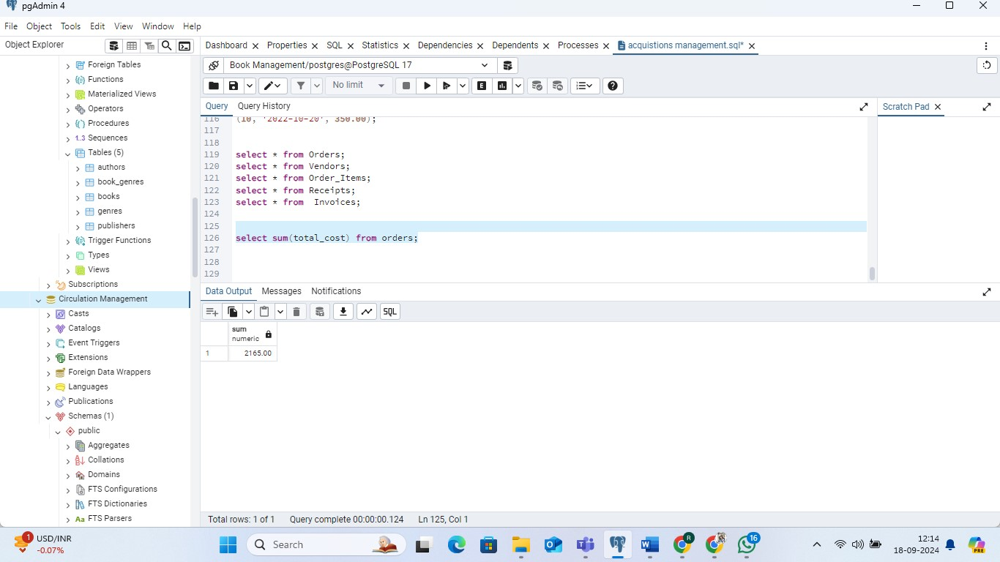 pgAdmin 4
File Object Tools Edit View Window Help
Object Explorer
Foreign Tables
Functions
Materialized Views
Operators
Procedures
1..3 Sequences
Tables (5)
authors
book_genres
books
genres
publishers
Trigger Functions
Types
Views
Subscriptions
Circulation Management
Casts
Catalogs
Event Triggers
Extensions
Foreign Data Wrappers
Languages
Publications
Schemas (1)
public
Aggregates
Collations
Domains
FTS Configurations
FTS Dictionaries
Aa FTS Parsers
Dashboard Properties SQL Statistics Dependencies Dependents Processes acquistions management.sql*
Book Management/postgres@PostgreSQL 17
No limit
E
Query Query History
Scratch Pad
116 (10, '2022-10-20', 350.00);
117
118
119 select * from Orders;
120 select * from Vendors;
121 select * from Order_Items;
122 select * from Receipts;
123 select * from  Invoices;
124
125
126 select sum(total_cost) from orders;
127
128
129
Data Output Messages Notifications
SQL
sum
numeric
1 2165.00
Total rows: 1 of 1 Query complete 00:00:00.124 Ln 125, Col 1
1
USD/INR
-0.07%
Search
R
16
12:14
18-09-2024
PRE